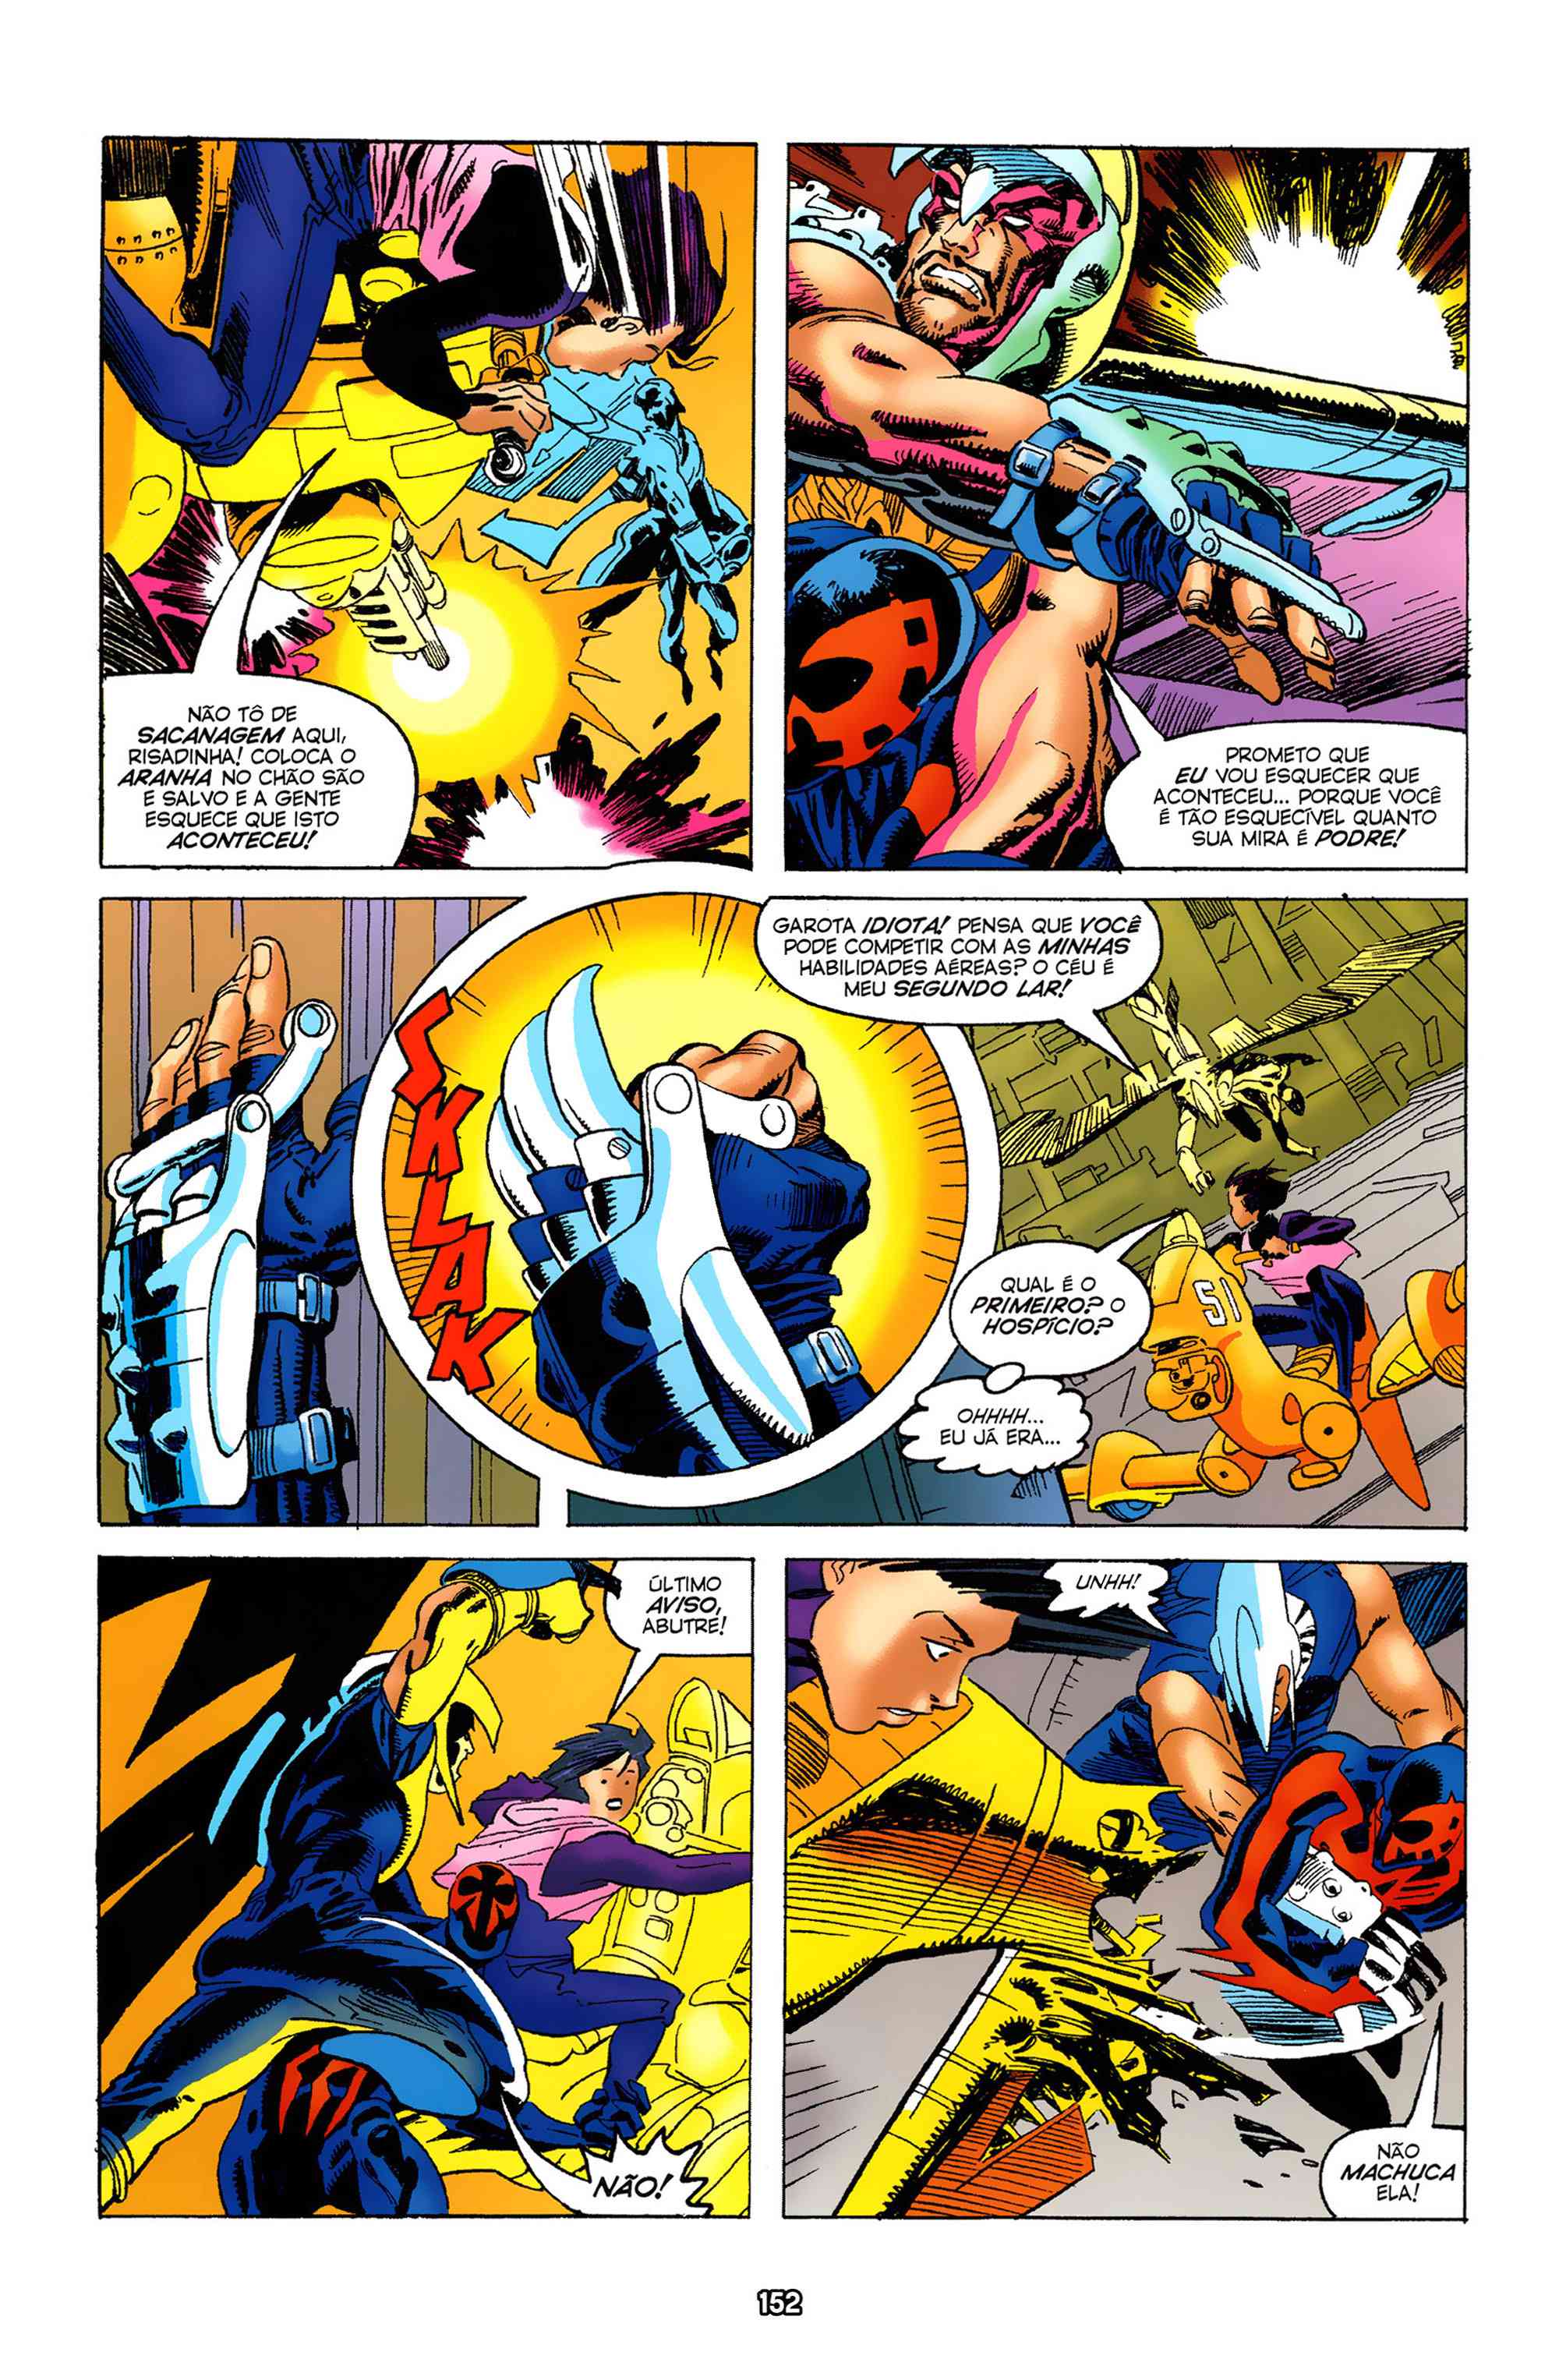 NÃO TÔ DE
SACANAGEM AQUI,
RISADINHA! COLOCA O
ARANHA NO CHÃO SÃO
E SALVO E A GENTE
ESQUECE QUE ISTO
ACONTECEU!
PROMETO QUE
EU VOU ESQUECER QUE
ACONTECEU... PORQUE VOCÊ
É TÃO ESQUECÍVEL QUANTO
SUA MIRA É PODRE!
SKLAK
GAROTA IDIOTA! PENSA QUE VOCÊ
PODE COMPETIR COM AS MINHAS
HABILIDADES AÉREAS? O CÉU É
MEU SEGUNDO LAR!
QUAL É O
PRIMEIRO? O
HOSPÍCIO?
51
OHHHH...
EU JÁ ERA...
ÚLTIMO
AVISO,
ABUTRE!
NÃO!
UNHH!
NÃO
MACHUCA
ELA!
152